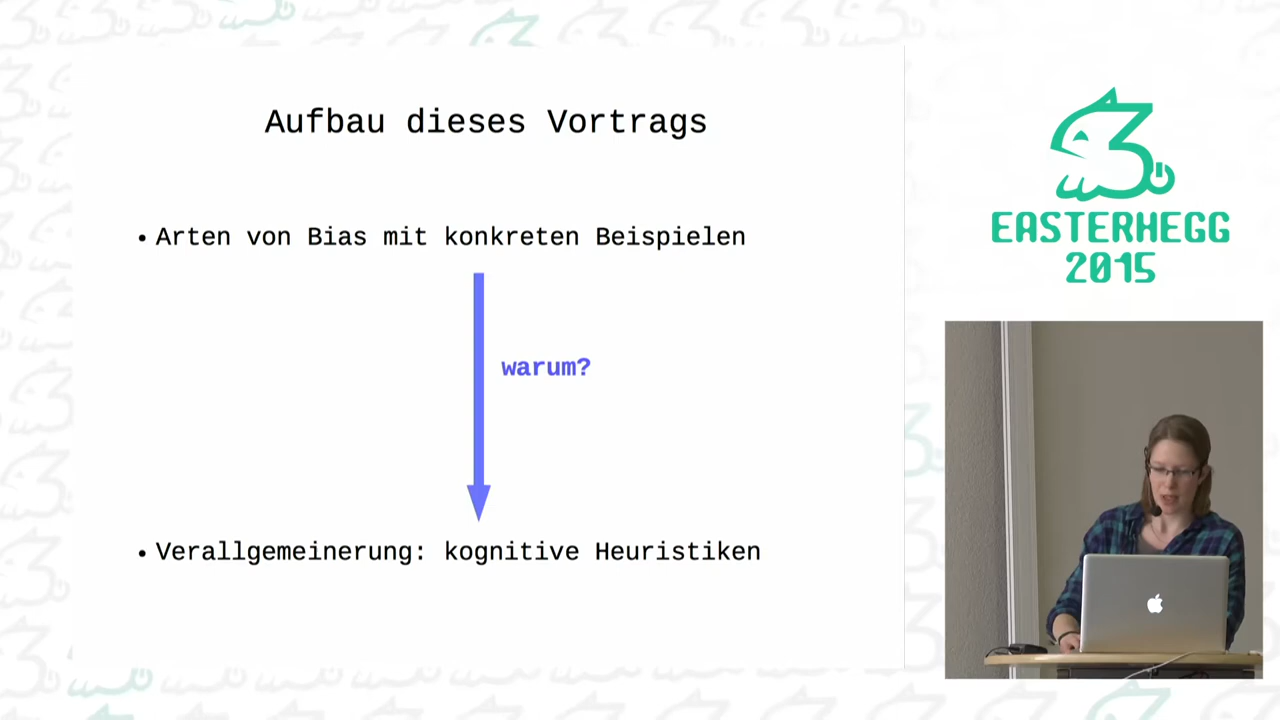 Aufbau dieses Vortrags
• Arten von Bias mit konkreten Beispielen
warum?
• Verallgemeinerung: kognitive Heuristiken
EASTERHEGG
2015